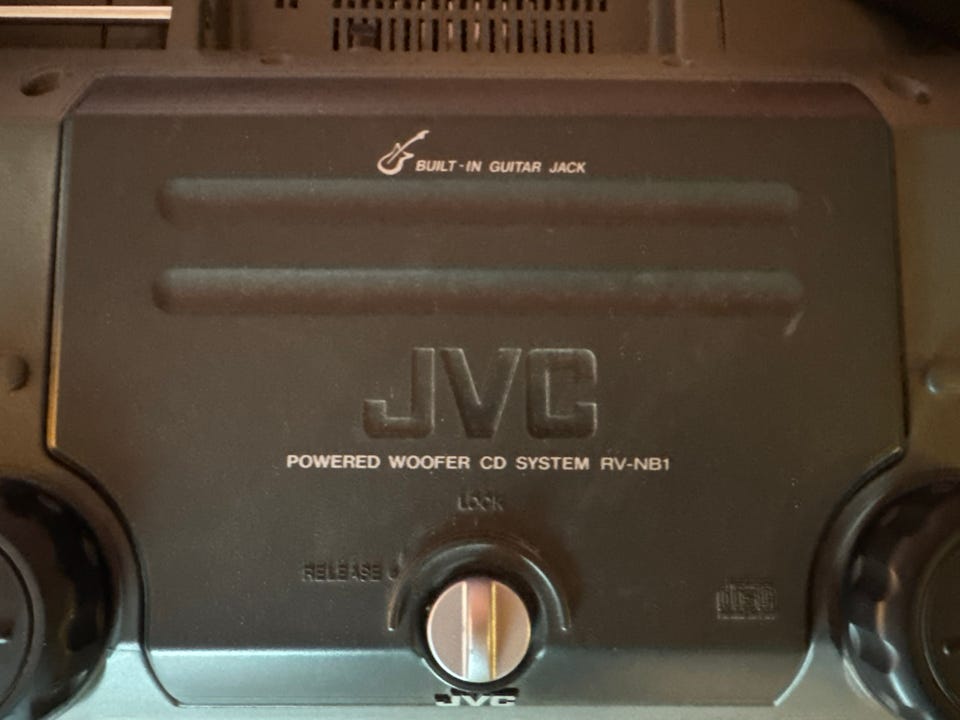 BUILT-IN GUITAR JACK
JVC
POWERED WOOFER CD SYSTEM RV-NB1
LOCK
RELEASE
JVC